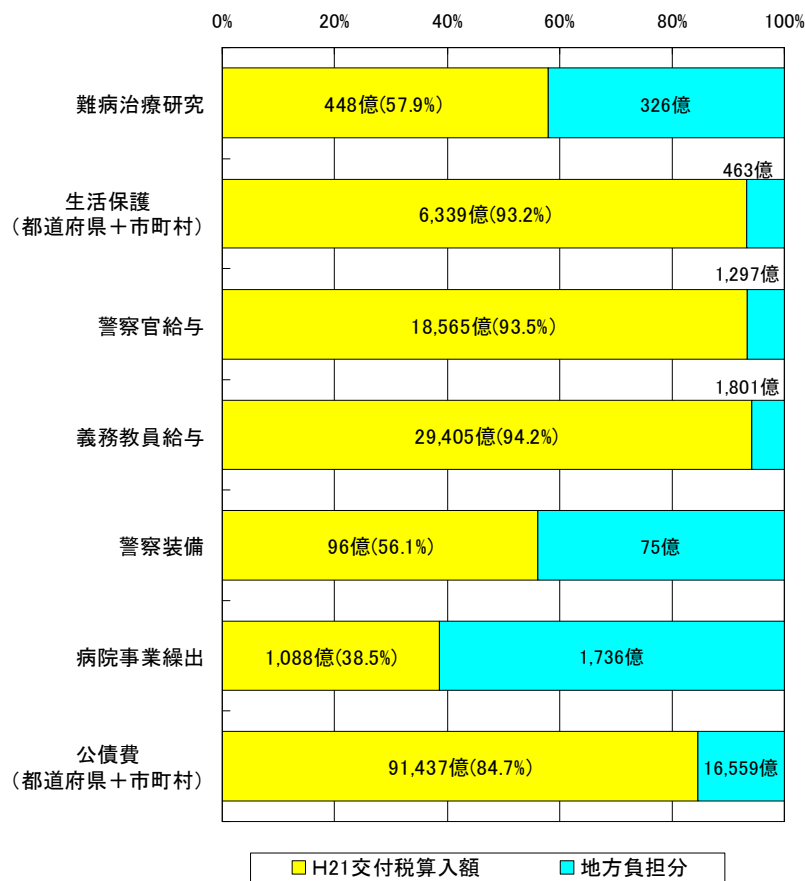 0% 20% 40% 60% 80% 100%
難病治療研究
448億(57.9%) 326億
463億
生活保護
(都道府県＋市町村)
6,339億(93.2%)
1,297億
警察官給与
18,565億(93.5%)
1,801億
義務教員給与
29,405億(94.2%)
警察装備
96億(56.1%) 75億
病院事業繰出
1,088億(38.5%) 1,736億
公債費
(都道府県＋市町村)
91,437億(84.7%) 16,559億
H21交付税算入額 地方負担分